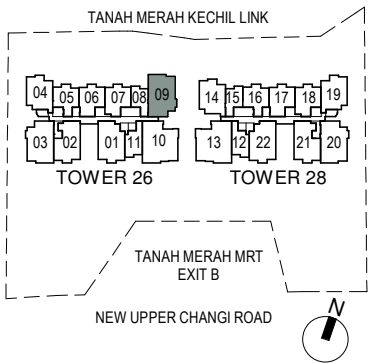 TANAH MERAH KECHIL LINK
04 05 06 07 08 09 14 15 16 17 18 19
03 02 01 11 10 13 12 22 21 20
TOWER 26 TOWER 28
TANAH MERAH MRT
EXIT B
NEW UPPER CHANGI ROAD
N